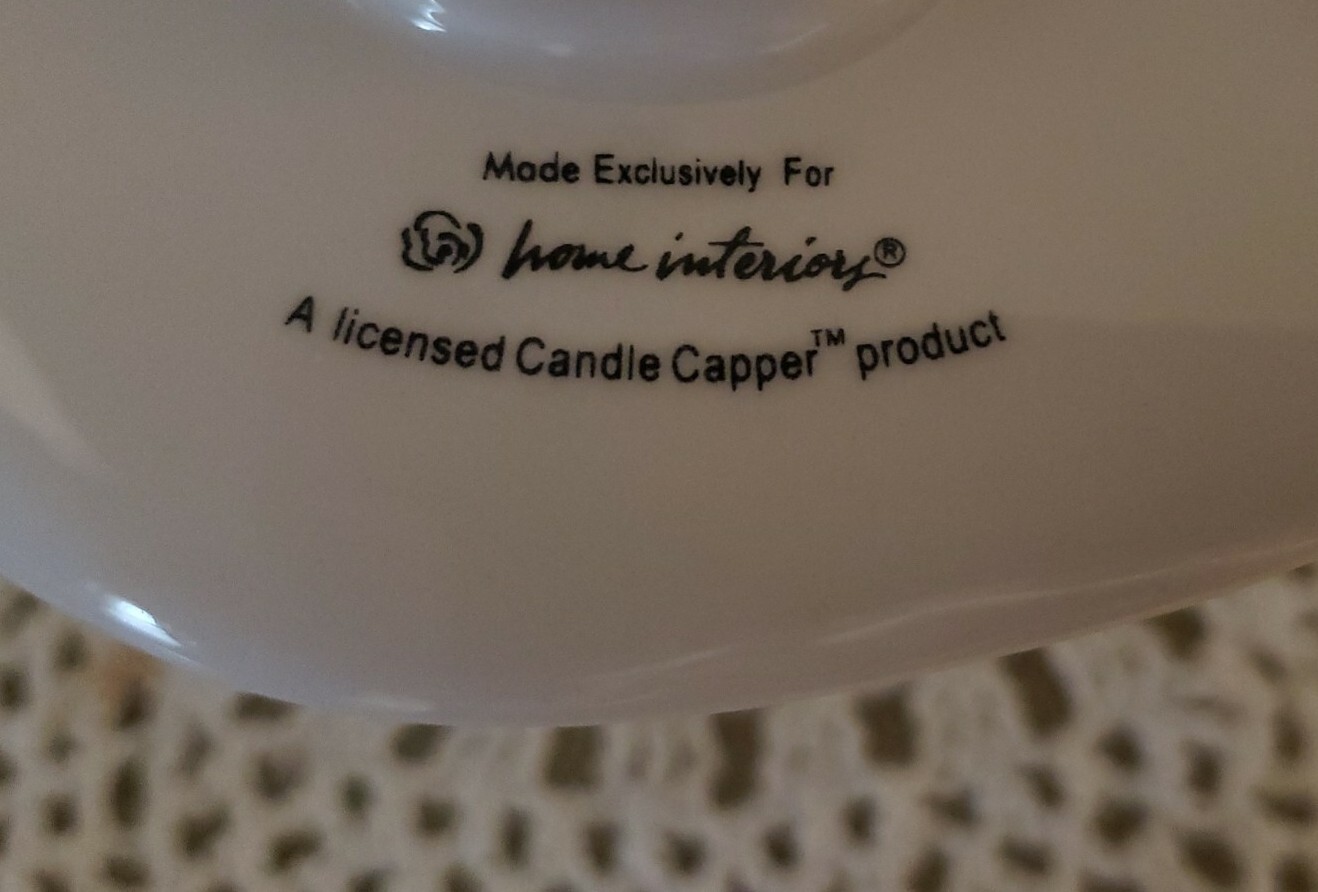 Made Exclusively For
home interiors®
A licensed Candle Capper™ product